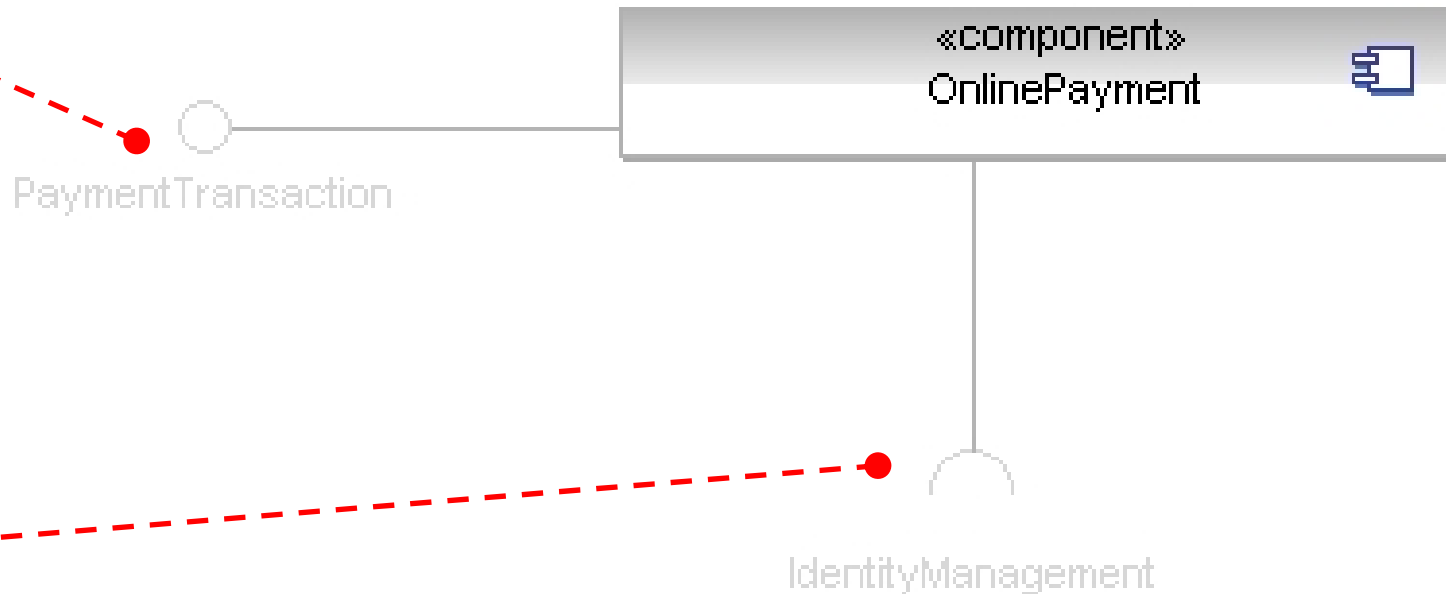 «component»
OnlinePayment
PaymentTransaction
IdentityManagement